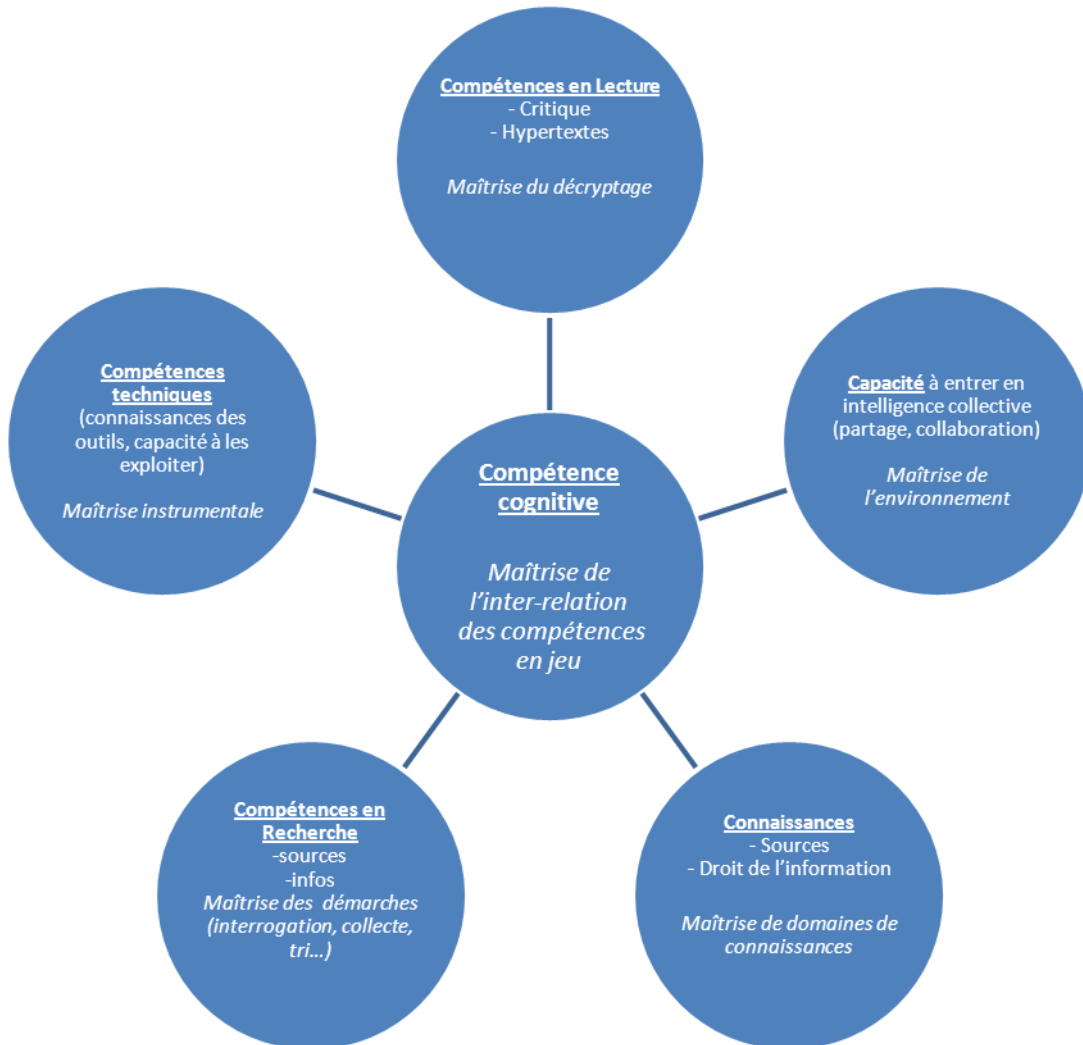 Compétences en Lecture
- Critique
- Hypertextes
Maîtrise du décryptage
Compétences
techniques
(connaissances des
outils, capacité à les
exploiter)
Maîtrise instrumentale
Capacité à entrer en
intelligence collective
(partage, collaboration)
Maîtrise de
l’environnement
Compétence
cognitive
Maîtrise de
l’inter-relation
des compétences
en jeu
Compétences en
Recherche
-sources
-infos
Maîtrise des démarches
(interrogation, collecte,
tri…)
Connaissances
- Sources
- Droit de l’information
Maîtrise de domaines de
connaissances